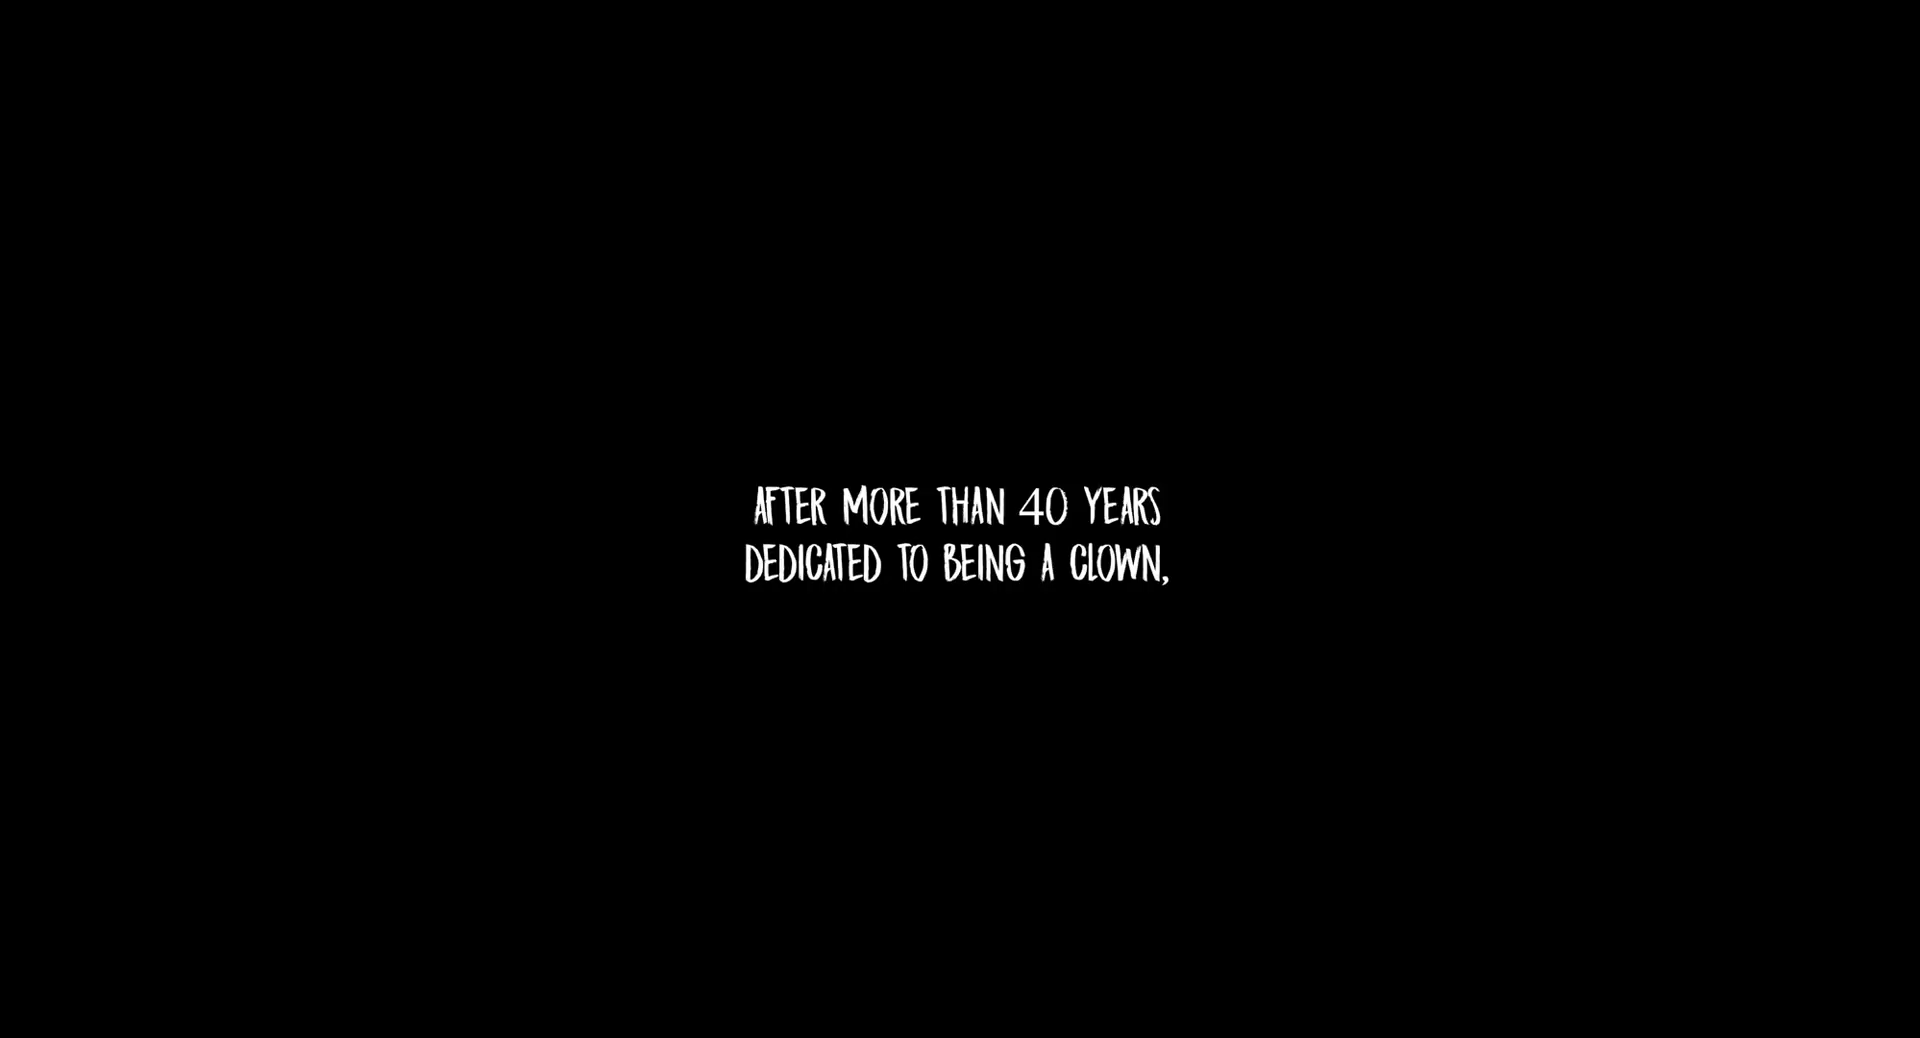 AFTER MORE THAN 40 YEARS
DEDICATED TO BEING A CLOWN,